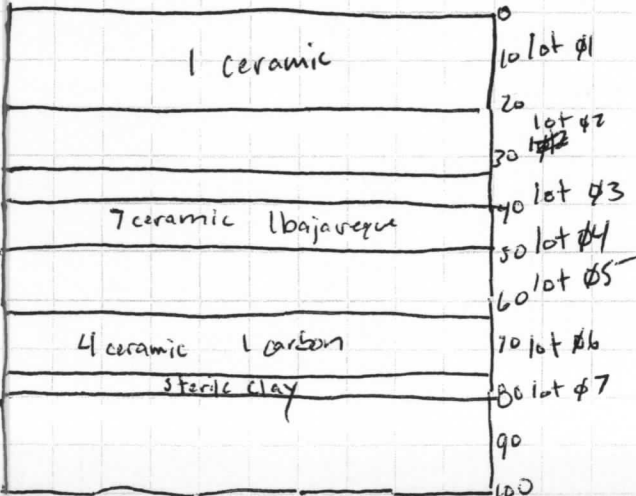 0
1 ceramic
10 lot ø1
20
lot ø2
30
40 lot ø3
7 ceramic 1 bajareque
50 lot ø4
60 lot ø5
4 ceramic 1 carbon
70 lot ø6
sterile clay
80 lot ø7
90
100